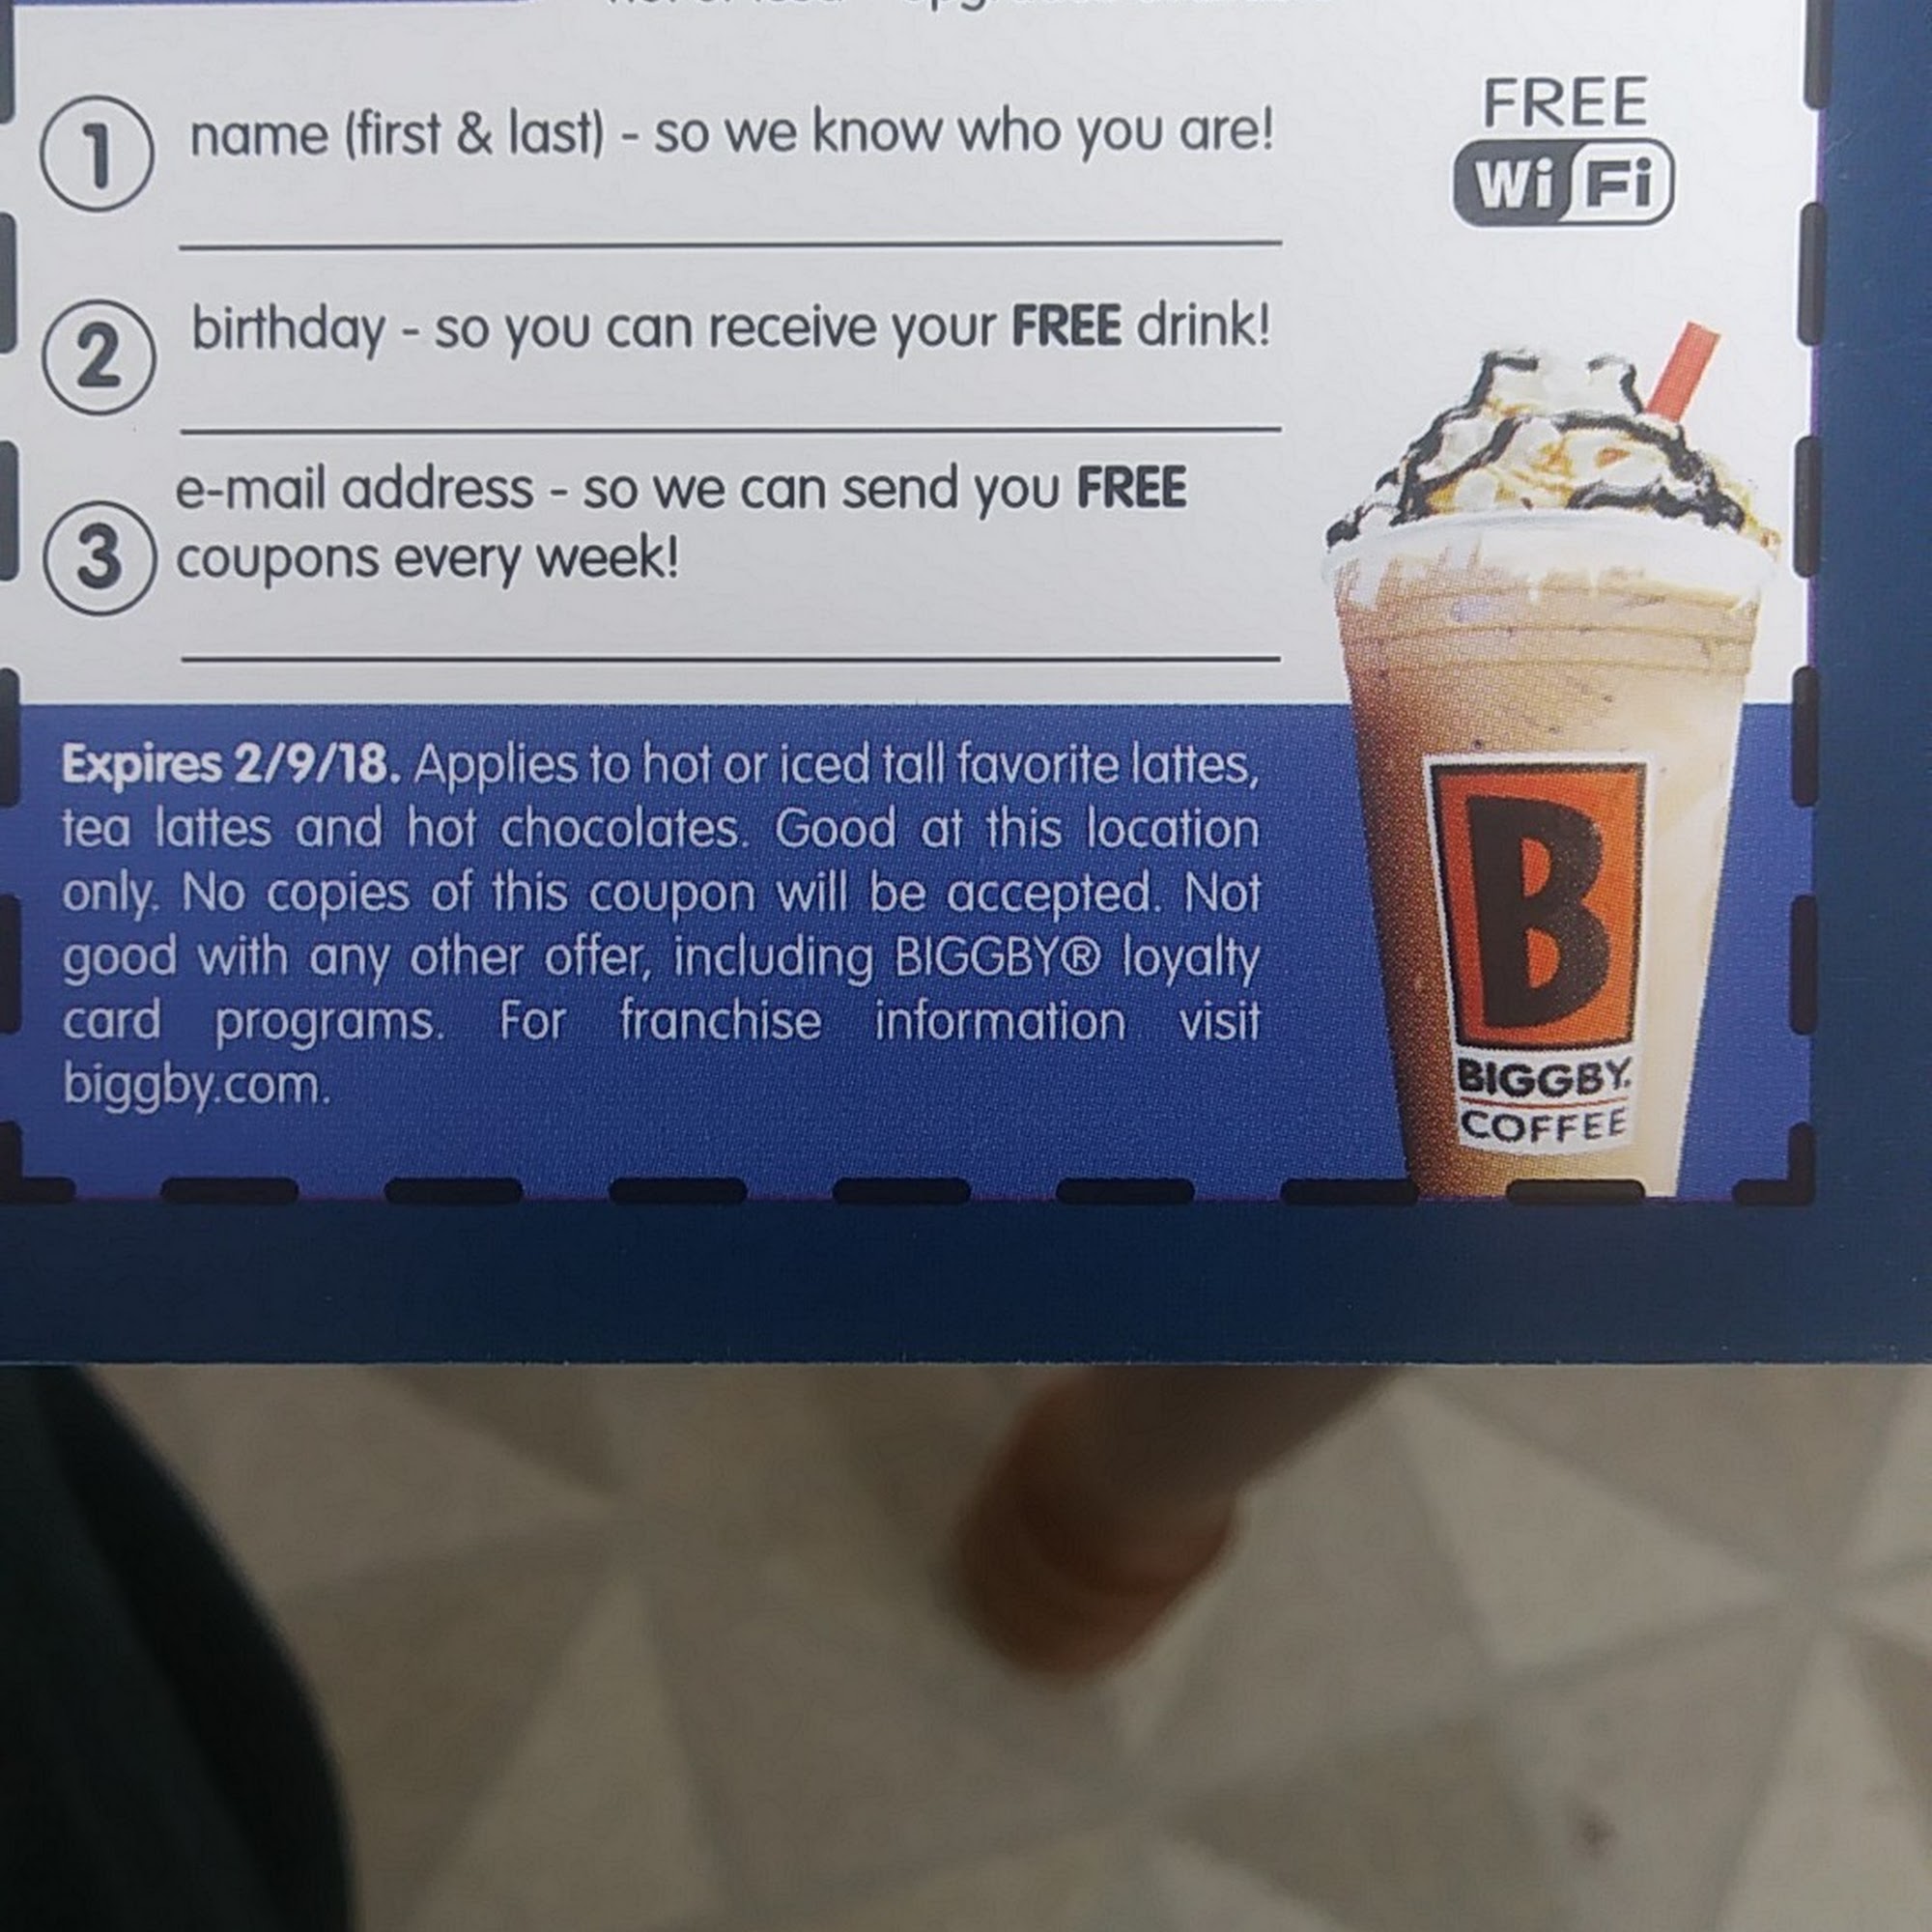 1 name (first & last) - so we know who you are!
FREE
Wi Fi
2 birthday - so you can receive your FREE drink!
e-mail address - so we can send you FREE
3 coupons every week!
Expires 2/9/18. Applies to hot or iced tall favorite lattes,
tea lattes and hot chocolates. Good at this location
only. No copies of this coupon will be accepted. Not
good with any other offer, including BIGGBY® loyalty
card programs. For franchise information visit
biggby.com.
B
BIGGBY.
COFFEE